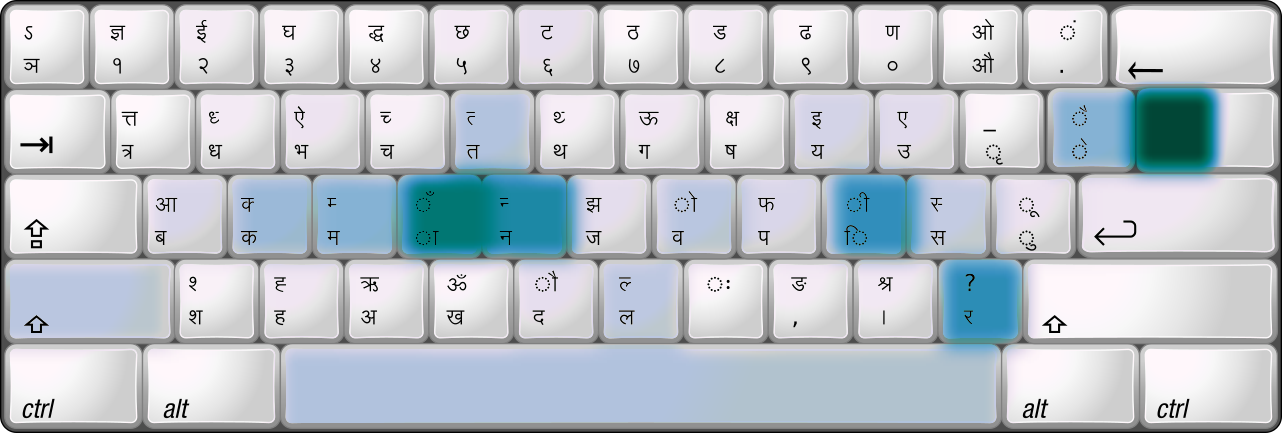 ऽ ज्ञ ई घ द्ध छ ट ठ ड ढ ण ओ ं
ञ १ २ ३ ४ ५ ६ ७ ८ ९ ० औ .
त्त ध्‍ ऐ च्‍ त्‍ थ्‍ ऊ क्ष इ ए _ ै
त्र ध भ च त थ ग ष य उ ृ े
आ क्‍ म्‍ ँ न्‍ झ ो फ ी स्‍ ू
ब क म ा न ज व प ि स ु
श्‍ ह्‍ ऋ ॐ ौ ल्‍ ः ङ श्र ?
श ह अ ख द ल , । र
ctrl alt alt ctrl